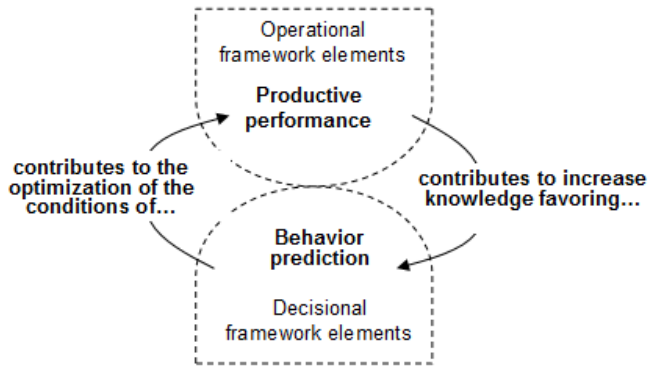 Operational
framework elements
Productive
performance
contributes to the
optimization of the
conditions of…
contributes to increase
knowledge favoring…
Behavior
prediction
Decisional
framework elements